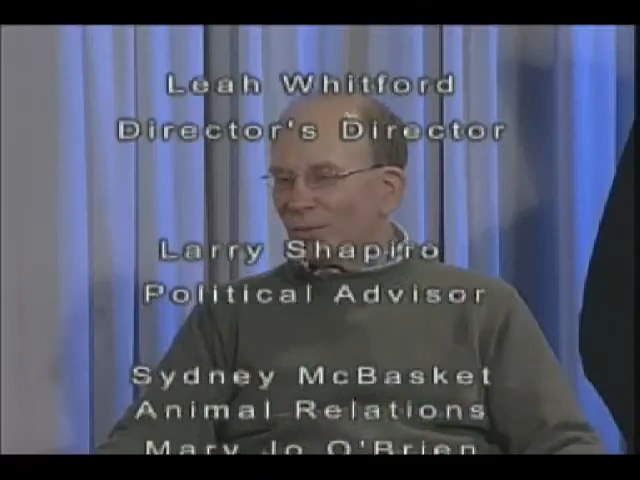 Leah Whitford
Director's Director
Larry Shapiro
Political Advisor
Sydney McBasket
Animal Relations
Mary Jo O'Brien